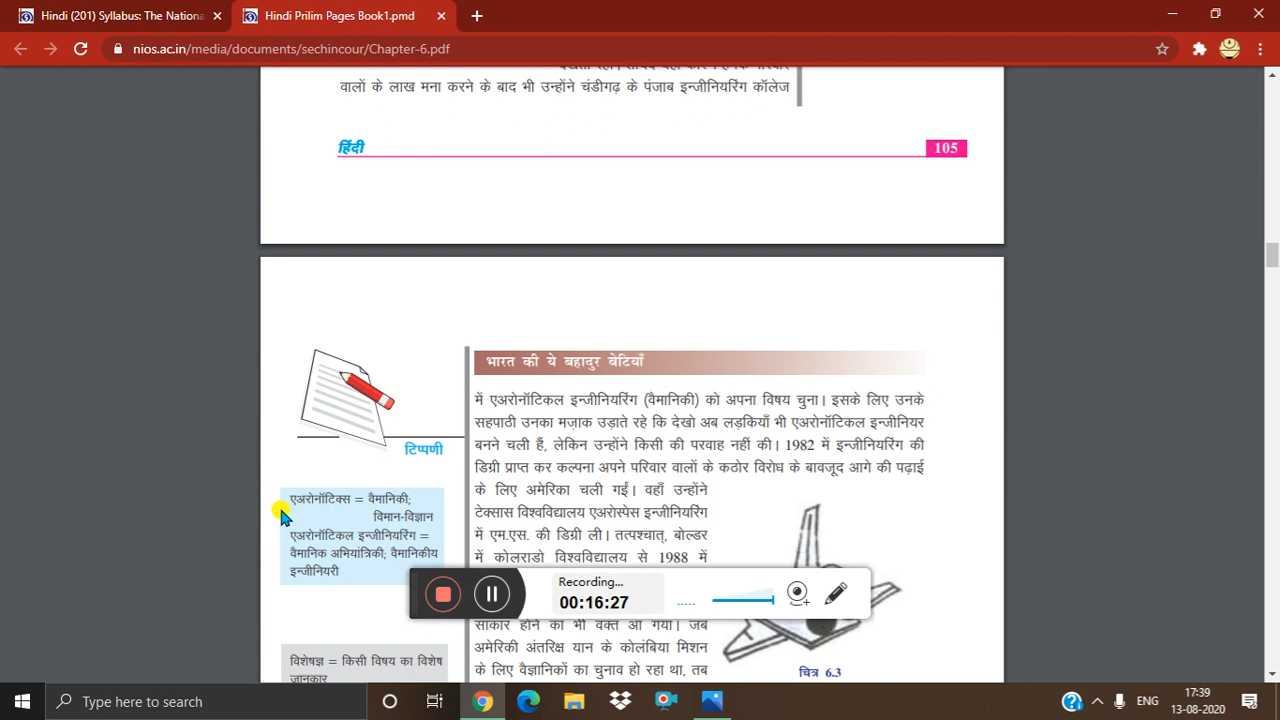 Hindi (201) Syllabus: The Nationa
Hindi Prilim Pages Book1.pmd
nios.ac.in/media/documents/sechincour/Chapter-6.pdf
वालों के लाख मना करने के बाद भी उन्होंने चंडीगढ़ के पंजाब इन्जीनियरिंग कॉलेज
हिंदी
105
भारत की ये बहादुर बेटियाँ
टिप्पणी
एअरोनॉटिक्स = वैमानिकी;
विमान-विज्ञान
एअरोनॉटिकल इन्जीनियरिंग =
वैमानिक अभियांत्रिकी; वैमानिकीय
इन्जीनियरी
विशेषज्ञ = किसी विषय का विशेष
जानकार
में एअरोनॉटिकल इन्जीनियरिंग (वैमानिकी) को अपना विषय चुना। इसके लिए उनके
सहपाठी उनका मज़ाक उड़ाते रहे कि देखो अब लड़कियाँ भी एअरोनॉटिकल इन्जीनियर
बनने चली हैं, लेकिन उन्होंने किसी की परवाह नहीं की। 1982 में इन्जीनियरिंग की
डिग्री प्राप्त कर कल्पना अपने परिवार वालों के कठोर विरोध के बावजूद आगे की पढ़ाई
के लिए अमेरिका चली गईं। वहाँ उन्होंने
टेक्सास विश्वविद्यालय एअरोस्पेस इन्जीनियरिंग
में एम.एस. की डिग्री ली। तत्पश्चात्, बोल्डर
में कोलराडो विश्वविद्यालय से 1988 में
साकार होने का भी वक्त आ गया। जब
अमेरिकी अंतरिक्ष यान के कोलंबिया मिशन
के लिए वैज्ञानिकों का चुनाव हो रहा था, तब
चित्र 6.3
Recording...
00:16:27
Type here to search
ENG
17:39
13-08-2020